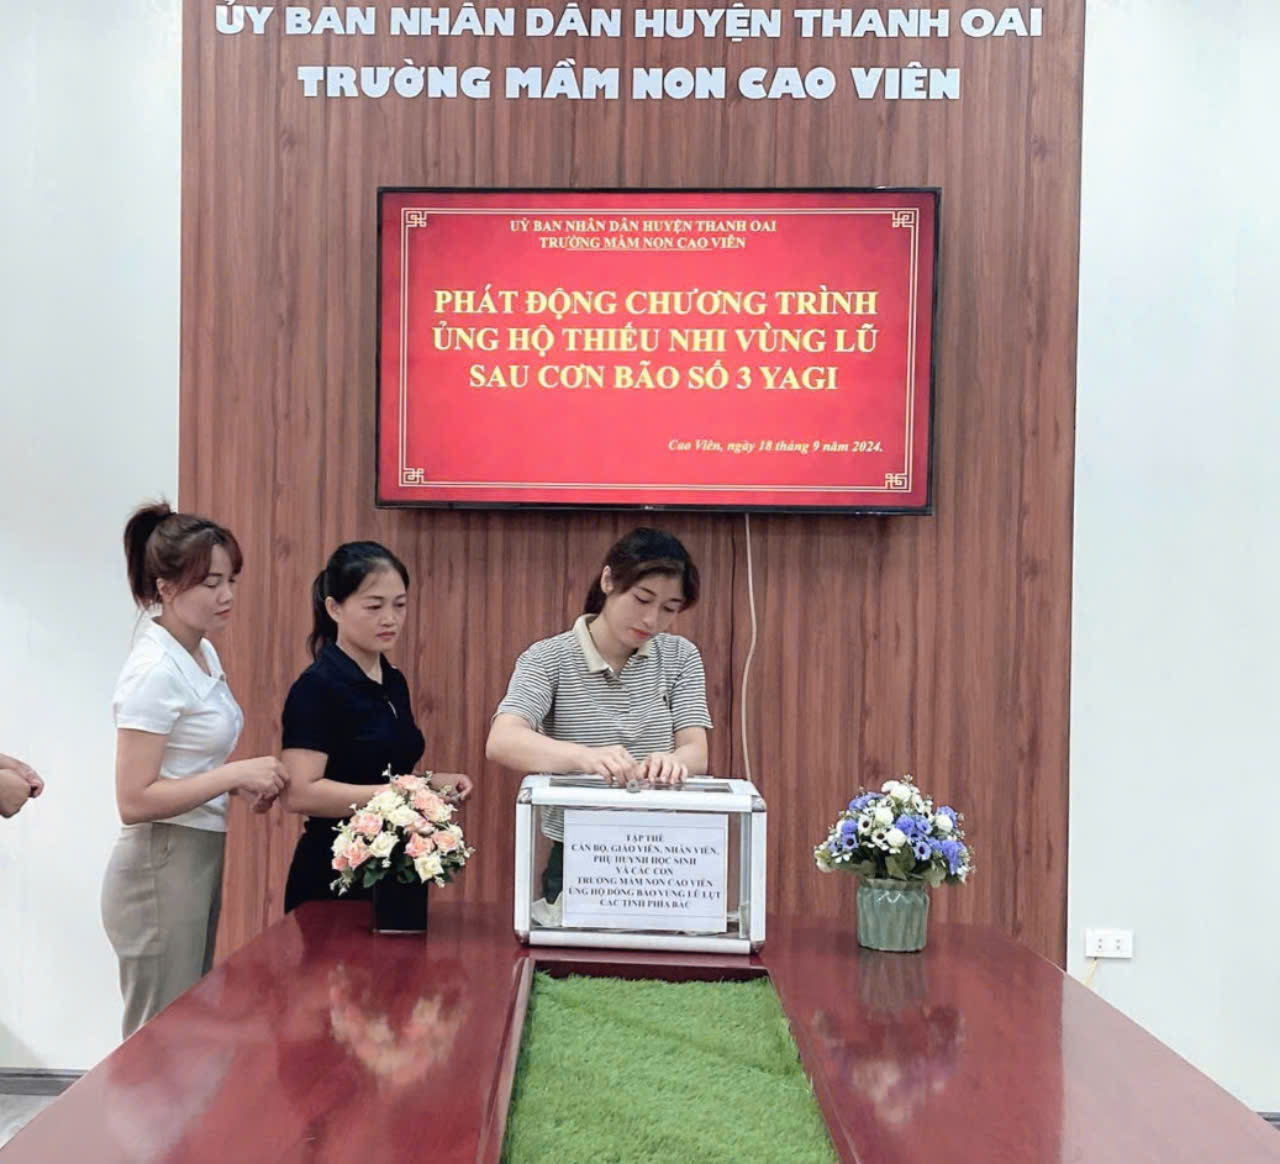 ỦY BAN NHÂN DÂN HUYỆN THANH OAI
TRƯỜNG MẦM NON CAO VIÊN
UỶ BAN NHÂN DÂN HUYỆN THANH OAI
TRƯỜNG MẦM NON CAO VIÊN
PHÁT ĐỘNG CHƯƠNG TRÌNH
ỦNG HỘ THIẾU NHI VÙNG LŨ
SAU CƠN BÃO SỐ 3 YAGI
Cao Viên, ngày 18 tháng 9 năm 2024.
TẬP THỂ
CÁN BỘ, GIÁO VIÊN, NHÂN VIÊN,
PHỤ HUYNH HỌC SINH
VÀ CÁC CON
TRƯỜNG MẦM NON CAO VIÊN
ỦNG HỘ ĐỒNG BÀO VÙNG LŨ LỤT
CÁC TỈNH PHÍA BẮC